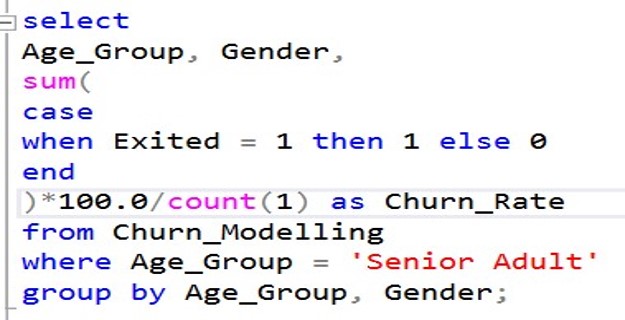 select
Age_Group, Gender,
sum(
case
when Exited = 1 then 1 else 0
end
)*100.0/count(1) as Churn_Rate
from Churn_Modelling
where Age_Group = 'Senior Adult'
group by Age_Group, Gender;